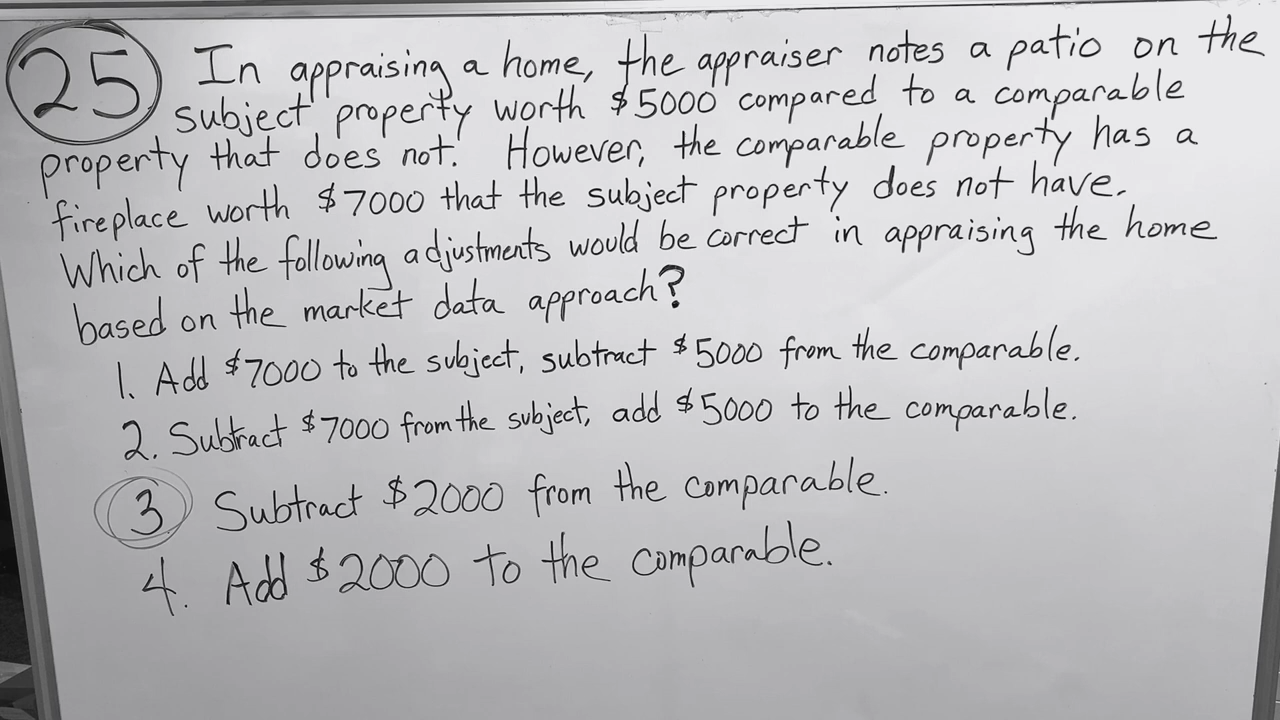 25 In appraising a home, the appraiser notes a patio on the
subject property worth $5000 compared to a comparable
property that does not. However, the comparable property has a
fireplace worth $7000 that the subject property does not have.
Which of the following adjustments would be correct in appraising the home
based on the market data approach?
1. Add $7000 to the subject, subtract $5000 from the comparable.
2. Subtract $7000 from the subject, add $5000 to the comparable.
3 Subtract $2000 from the comparable.
4. Add $2000 to the comparable.